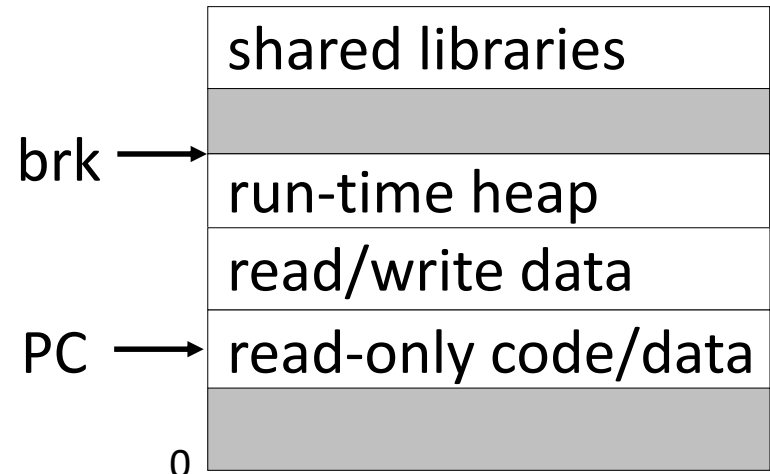 shared libraries
brk
run-time heap
read/write data
PC
read-only code/data
0